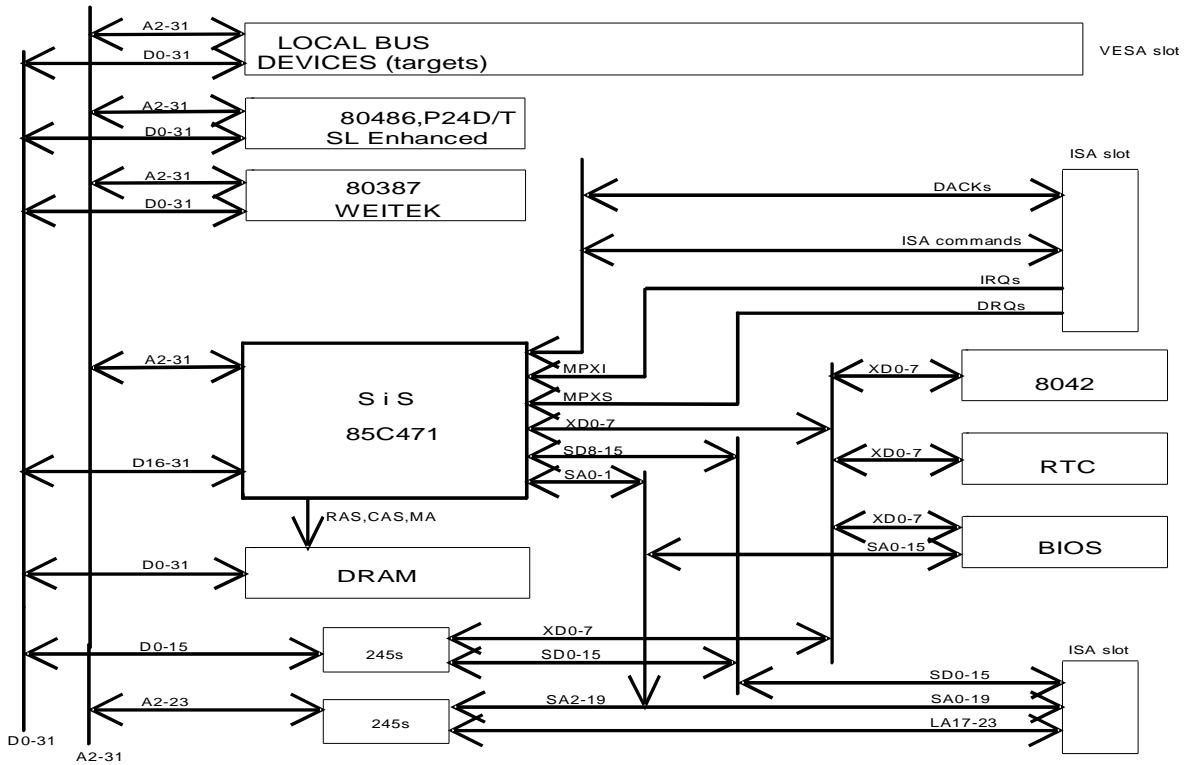 A2-31
LOCAL BUS
D0-31
DEVICES (targets)
VESA slot
A2-31
80486,P24D/T
D0-31
SL Enhanced
A2-31
80387
D0-31
WEITEK
ISA slot
DACKs
ISA commands
IRQs
DRQs
A2-31
SiS
85C471
D16-31
MPXI
MPXS
XD0-7
SD8-15
SA0-1
XD0-7
8042
XD0-7
RTC
XD0-7
SA0-15
BIOS
RAS,CAS,MA
D0-31
DRAM
D0-15
245s
XD0-7
SD0-15
ISA slot
SD0-15
A2-23
245s
SA2-19
SA0-19
LA17-23
D0-31
A2-31